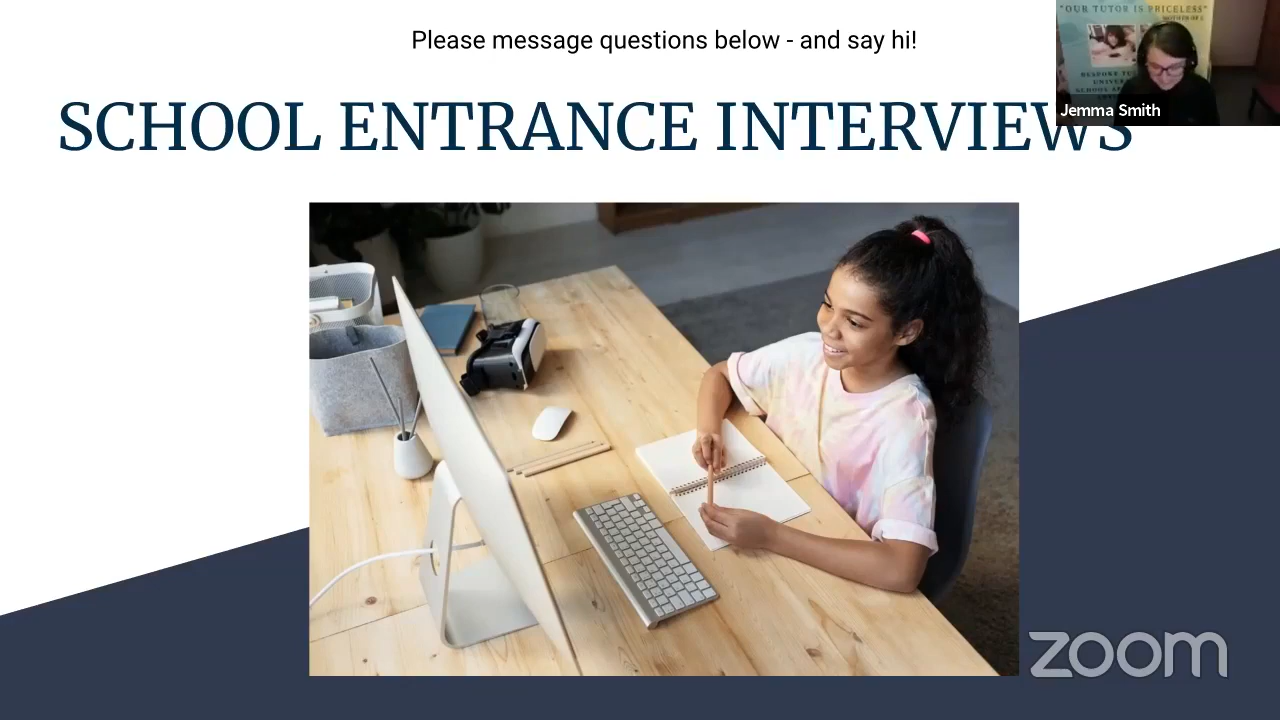 Please message questions below - and say hi!
"OUR TUTOR IS PRICELESS"
SCHOOL ENTRANCE INTERVIEWS
Jemma Smith
zoom